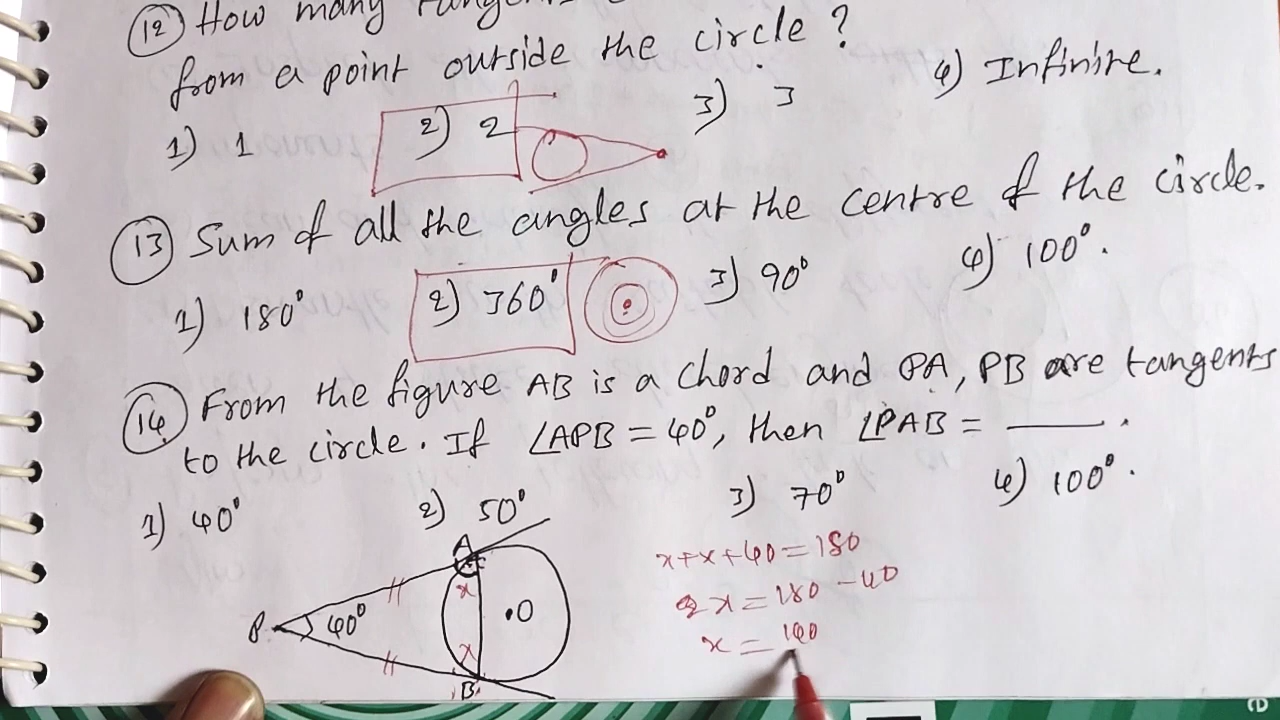 12 How many tangents
from a point outside the circle?
1) 1 2) 2 3) 3 4) Infinite.
13 Sum of all the angles at the centre of the circle.
1) 180° 2) 360° 3) 90° 4) 100°.
14 From the figure AB is a chord and PA, PB are tangents
to the circle. If ∠APB = 40°, then ∠PAB = ____ .
1) 40° 2) 50° 3) 70° 4) 100°.
A
P 40° x x .O
B
x+x+40=180
2x=180-40
x=140